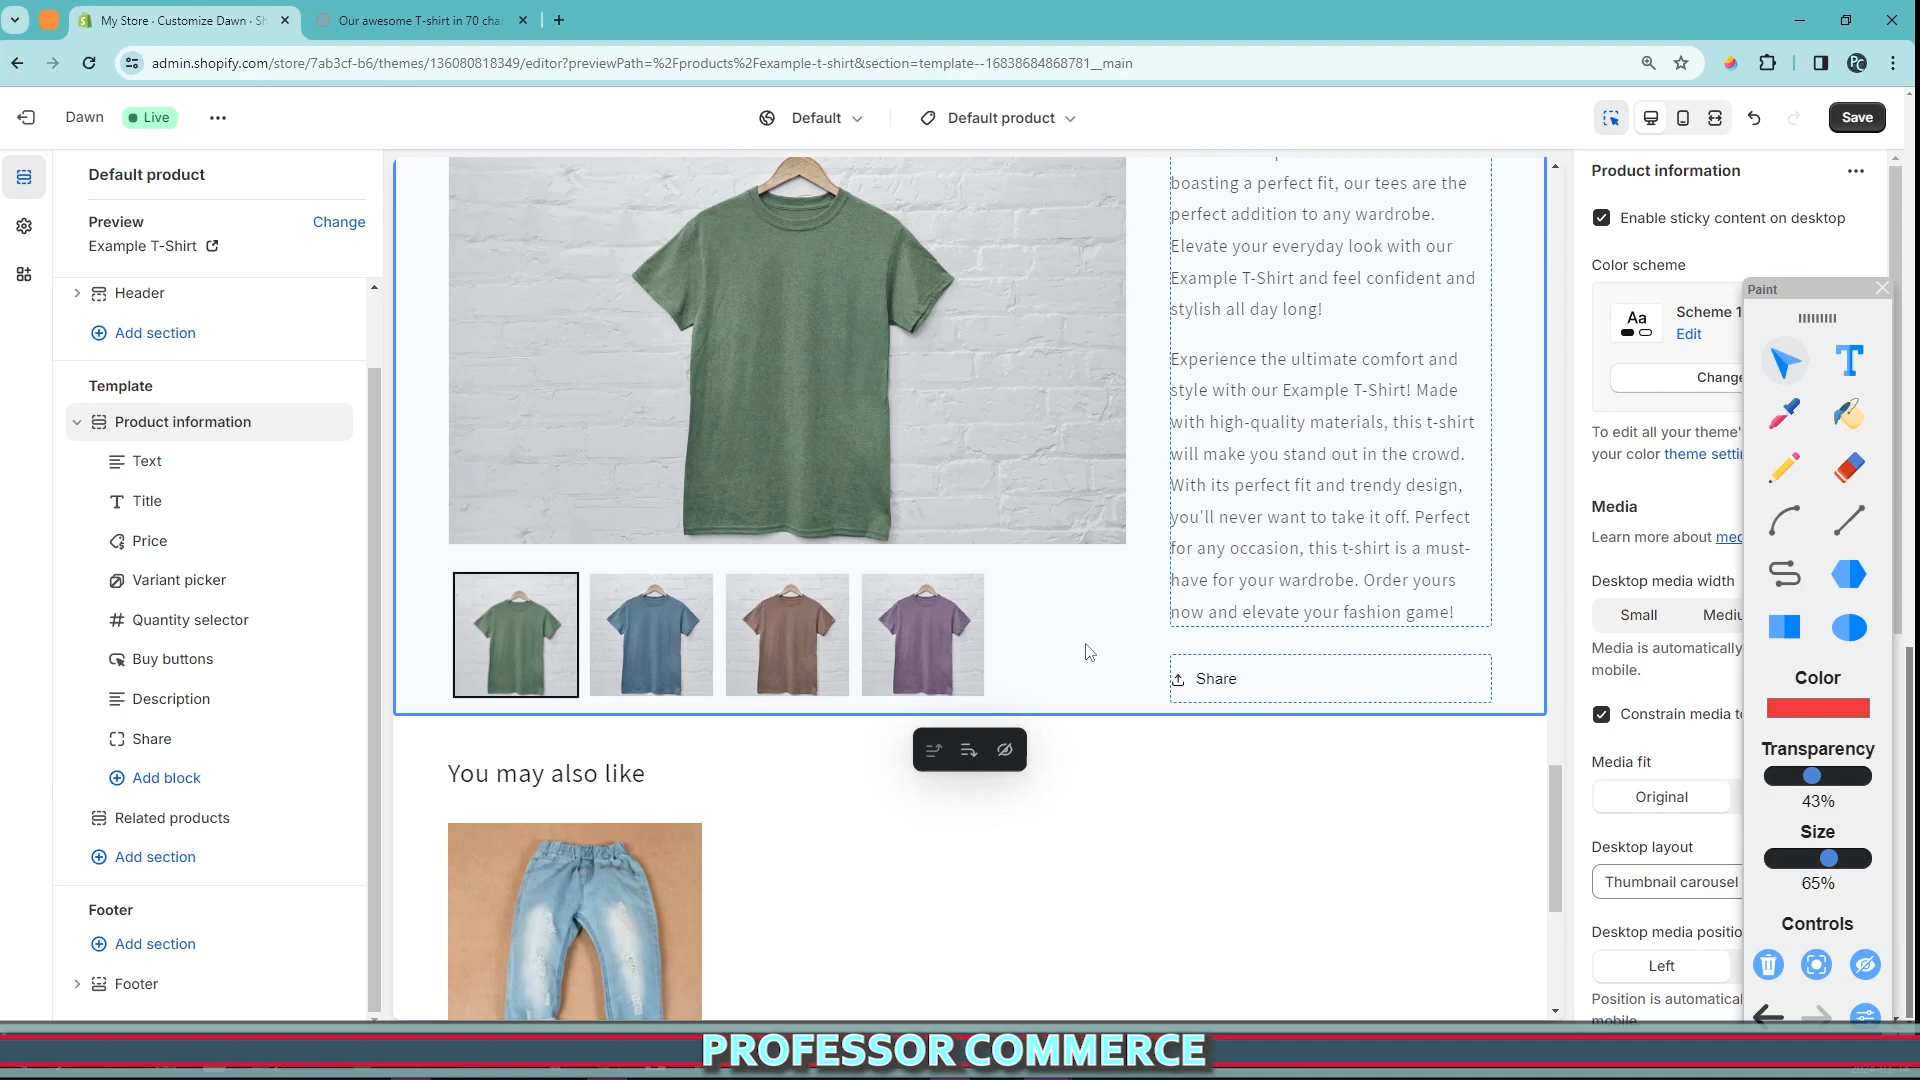 My Store · Customize Dawn · Sh
Our awesome T-shirt in 70 char
admin.shopify.com/store/7ab3cf-b6/themes/136080818349/editor?previewPath=%2Fproducts%2Fexample-t-shirt&section=template--16838684868781__main
Dawn
Live
Default
Default product
Save
Default product
Preview
Change
Example T-Shirt
Header
Add section
Template
Product information
Text
Title
Price
Variant picker
Quantity selector
Buy buttons
Description
Share
Add block
Related products
Add section
Footer
Add section
Footer
boasting a perfect fit, our tees are the
perfect addition to any wardrobe.
Elevate your everyday look with our
Example T-Shirt and feel confident and
stylish all day long!
Experience the ultimate comfort and
style with our Example T-Shirt! Made
with high-quality materials, this t-shirt
will make you stand out in the crowd.
With its perfect fit and trendy design,
you'll never want to take it off. Perfect
for any occasion, this t-shirt is a must-
have for your wardrobe. Order yours
now and elevate your fashion game!
Share
You may also like
Product information
Enable sticky content on desktop
Color scheme
Aa
Scheme 1
Edit
Change
To edit all your theme'
your color theme setti
Media
Learn more about med
Desktop media width
Small
Mediu
Media is automatically
mobile.
Constrain media to
Media fit
Original
Desktop layout
Thumbnail carousel
Desktop media positio
Left
Position is automatical
mobile.
Paint
T
Color
Transparency
43%
Size
65%
Controls
PROFESSOR COMMERCE